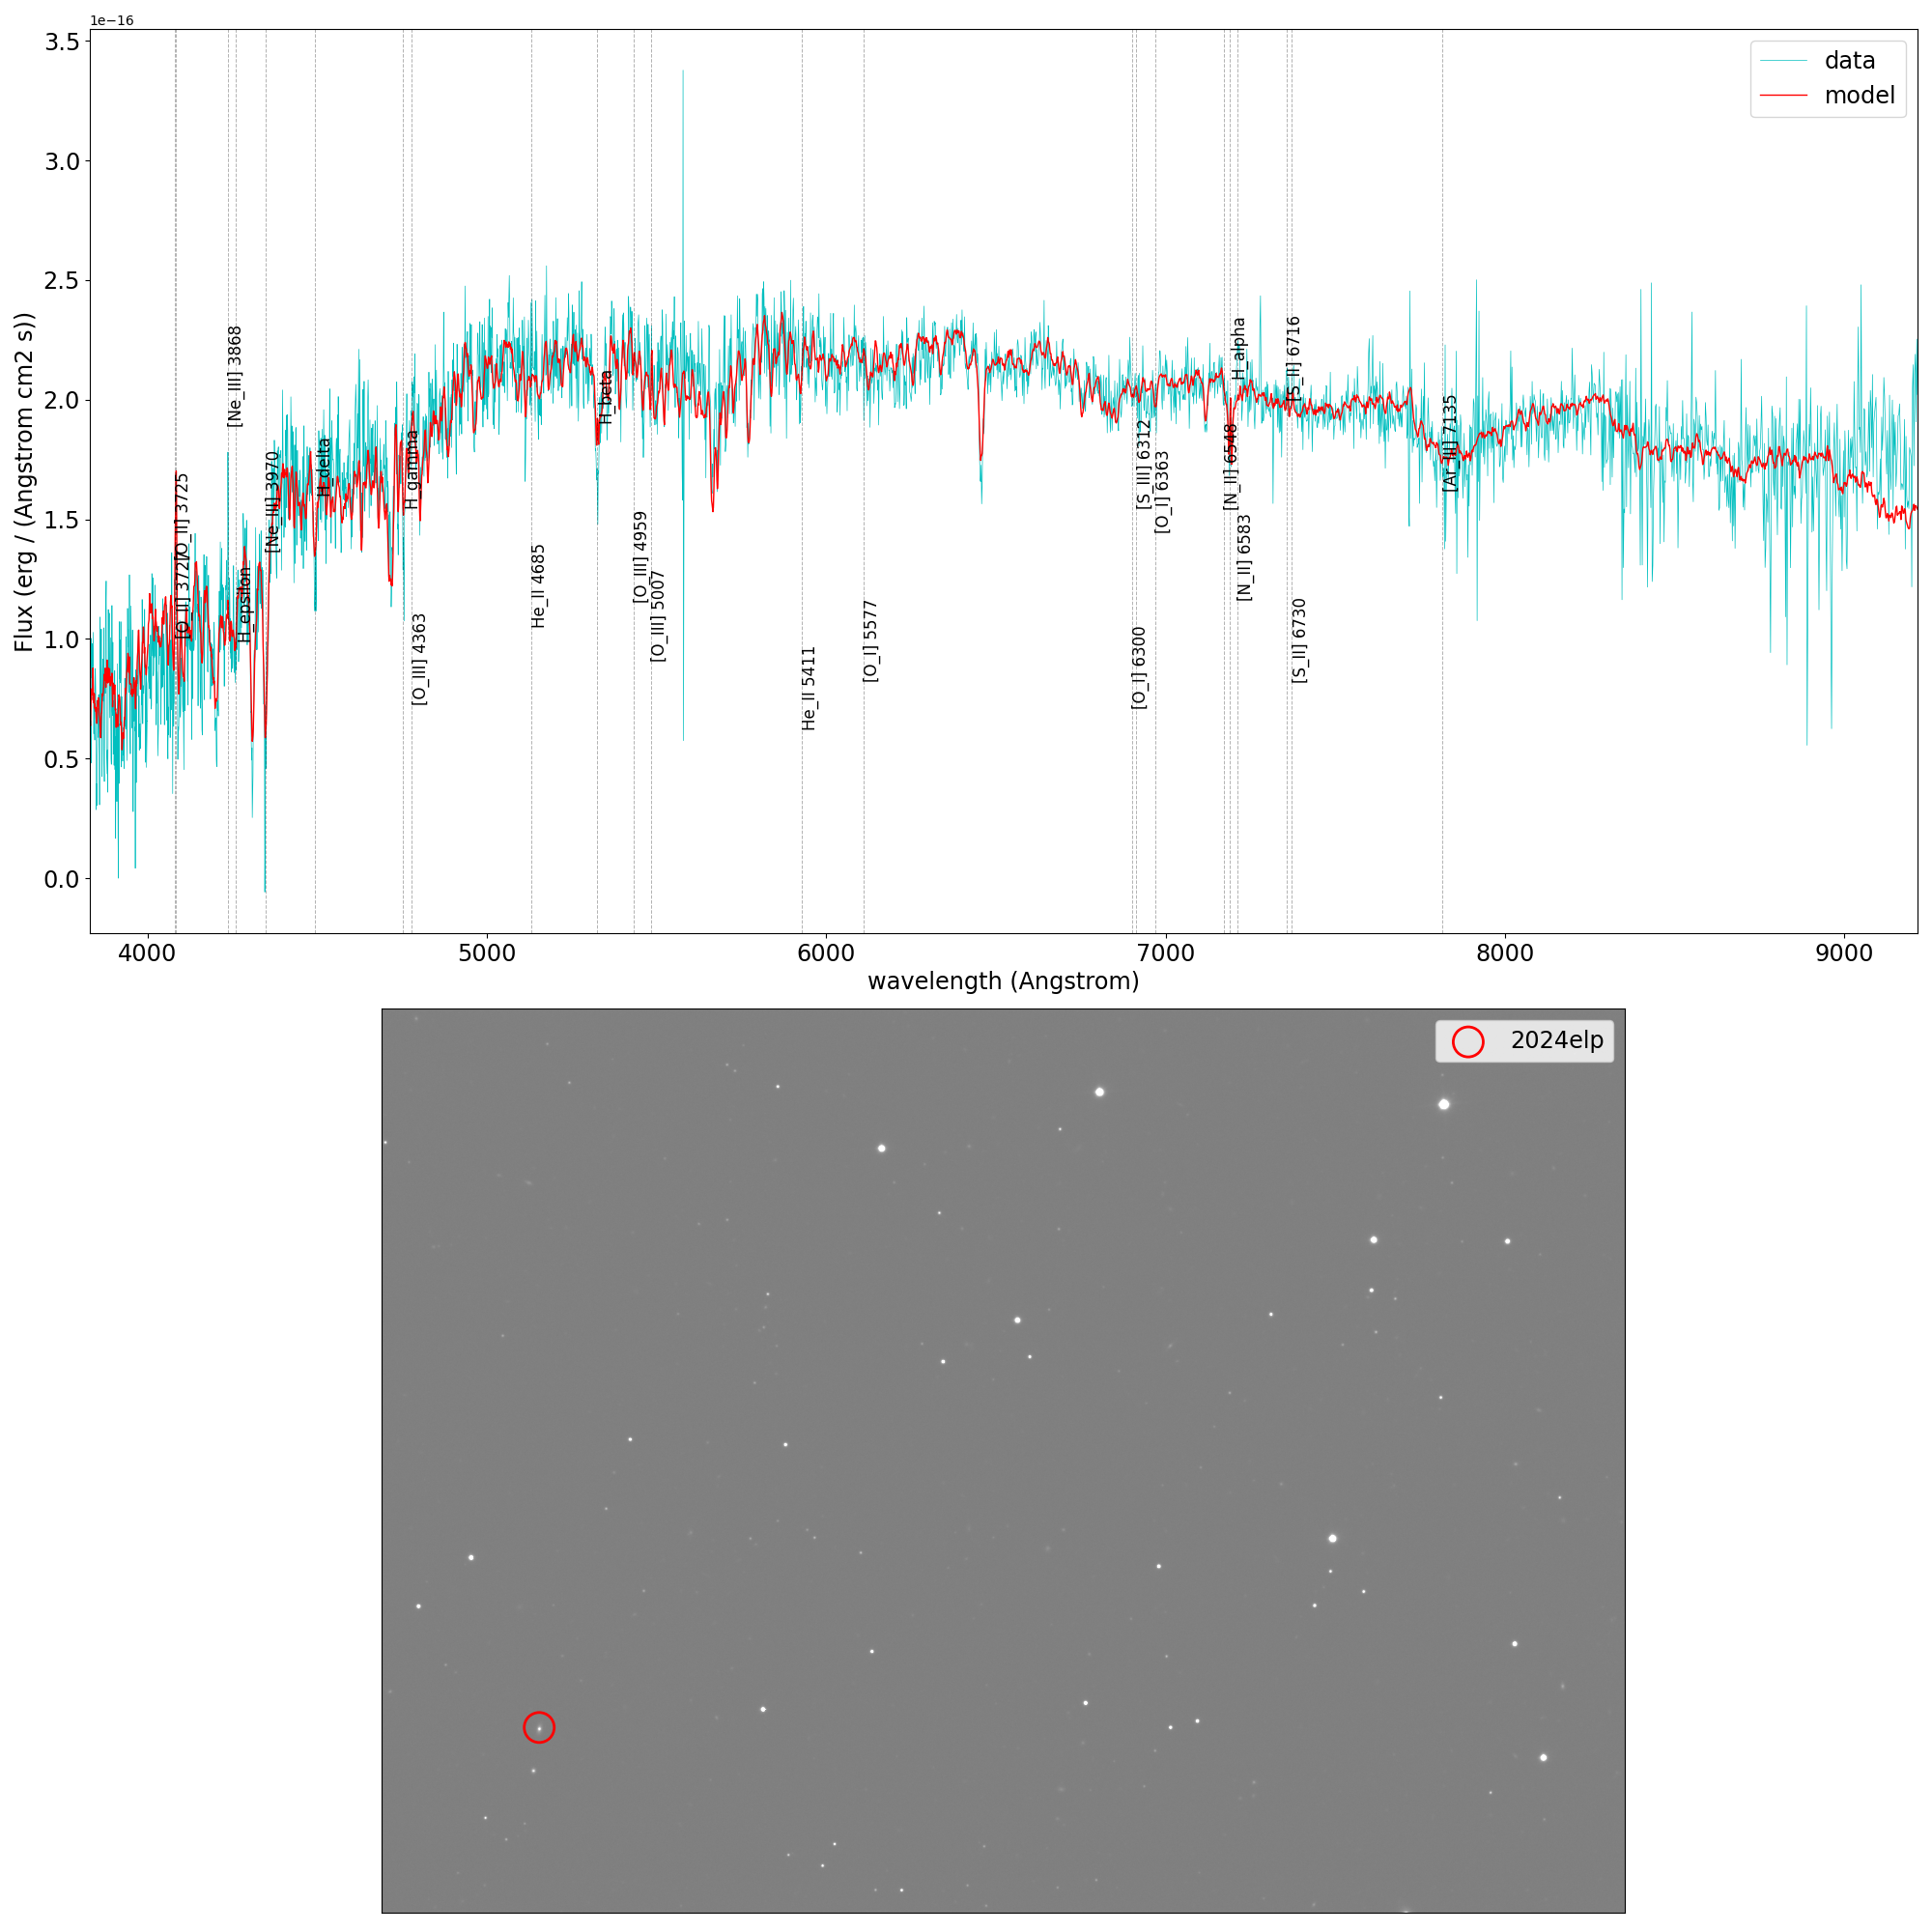 1e−16
3.5
3.0
2.5
2.0
1.5
1.0
0.5
0.0
Flux (erg / (Angstrom cm2 s))
data
model
[O_II] 3725
[O_II] 3727
[Ne_III] 3868
H_epsilon
[Ne_III] 3970
H_delta
H_gamma
[O_III] 4363
He_II 4685
H_beta
[O_III] 4959
[O_III] 5007
He_II 5411
[O_I] 5577
[O_I] 6300
[S_III] 6312
[O_I] 6363
[N_II] 6548
H_alpha
[N_II] 6583
[S_II] 6716
[S_II] 6730
[Ar_III] 7135
4000 5000 6000 7000 8000 9000
wavelength (Angstrom)
2024elp